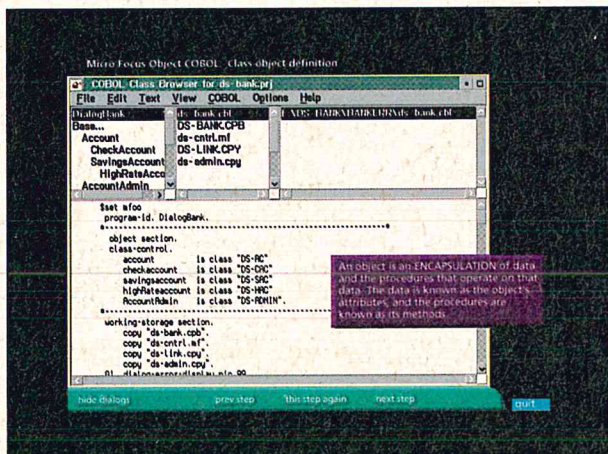 Micro Focus Object COBOL Class object definition
COBOL Class Browser for ds-bank.prj
File Edit Text View COBOL Options Help
DialogBank
Base...
Account
CheckAccount
SavingsAccount
HighRateAcco
AccountAdmin
ds-bank.cbl
DS-BANK.CPB
ds-cntrl.mf
DS-LINK.CPY
ds-admin.cpy
$set mfoo
program-id. DialogBank.
object section.
class-control.
account is class "DS-AC"
checkaccount is class "DS-CAC"
savingsaccount is class "DS-SAC"
highRateaccount is class "DS-HAC"
AccountAdmin is class "DS-ADMIN".
working-storage section.
copy "ds-bank.cpb".
copy "ds-cntrl.mf".
copy "ds-link.cpy".
copy "ds-admin.cpy".
An object is an ENCAPSULATION of data
and the procedures that operate on that
data. The data is known as the object's
attributes, and the procedures are
known as its methods.
hide dialogs prev step this step again next step
quit